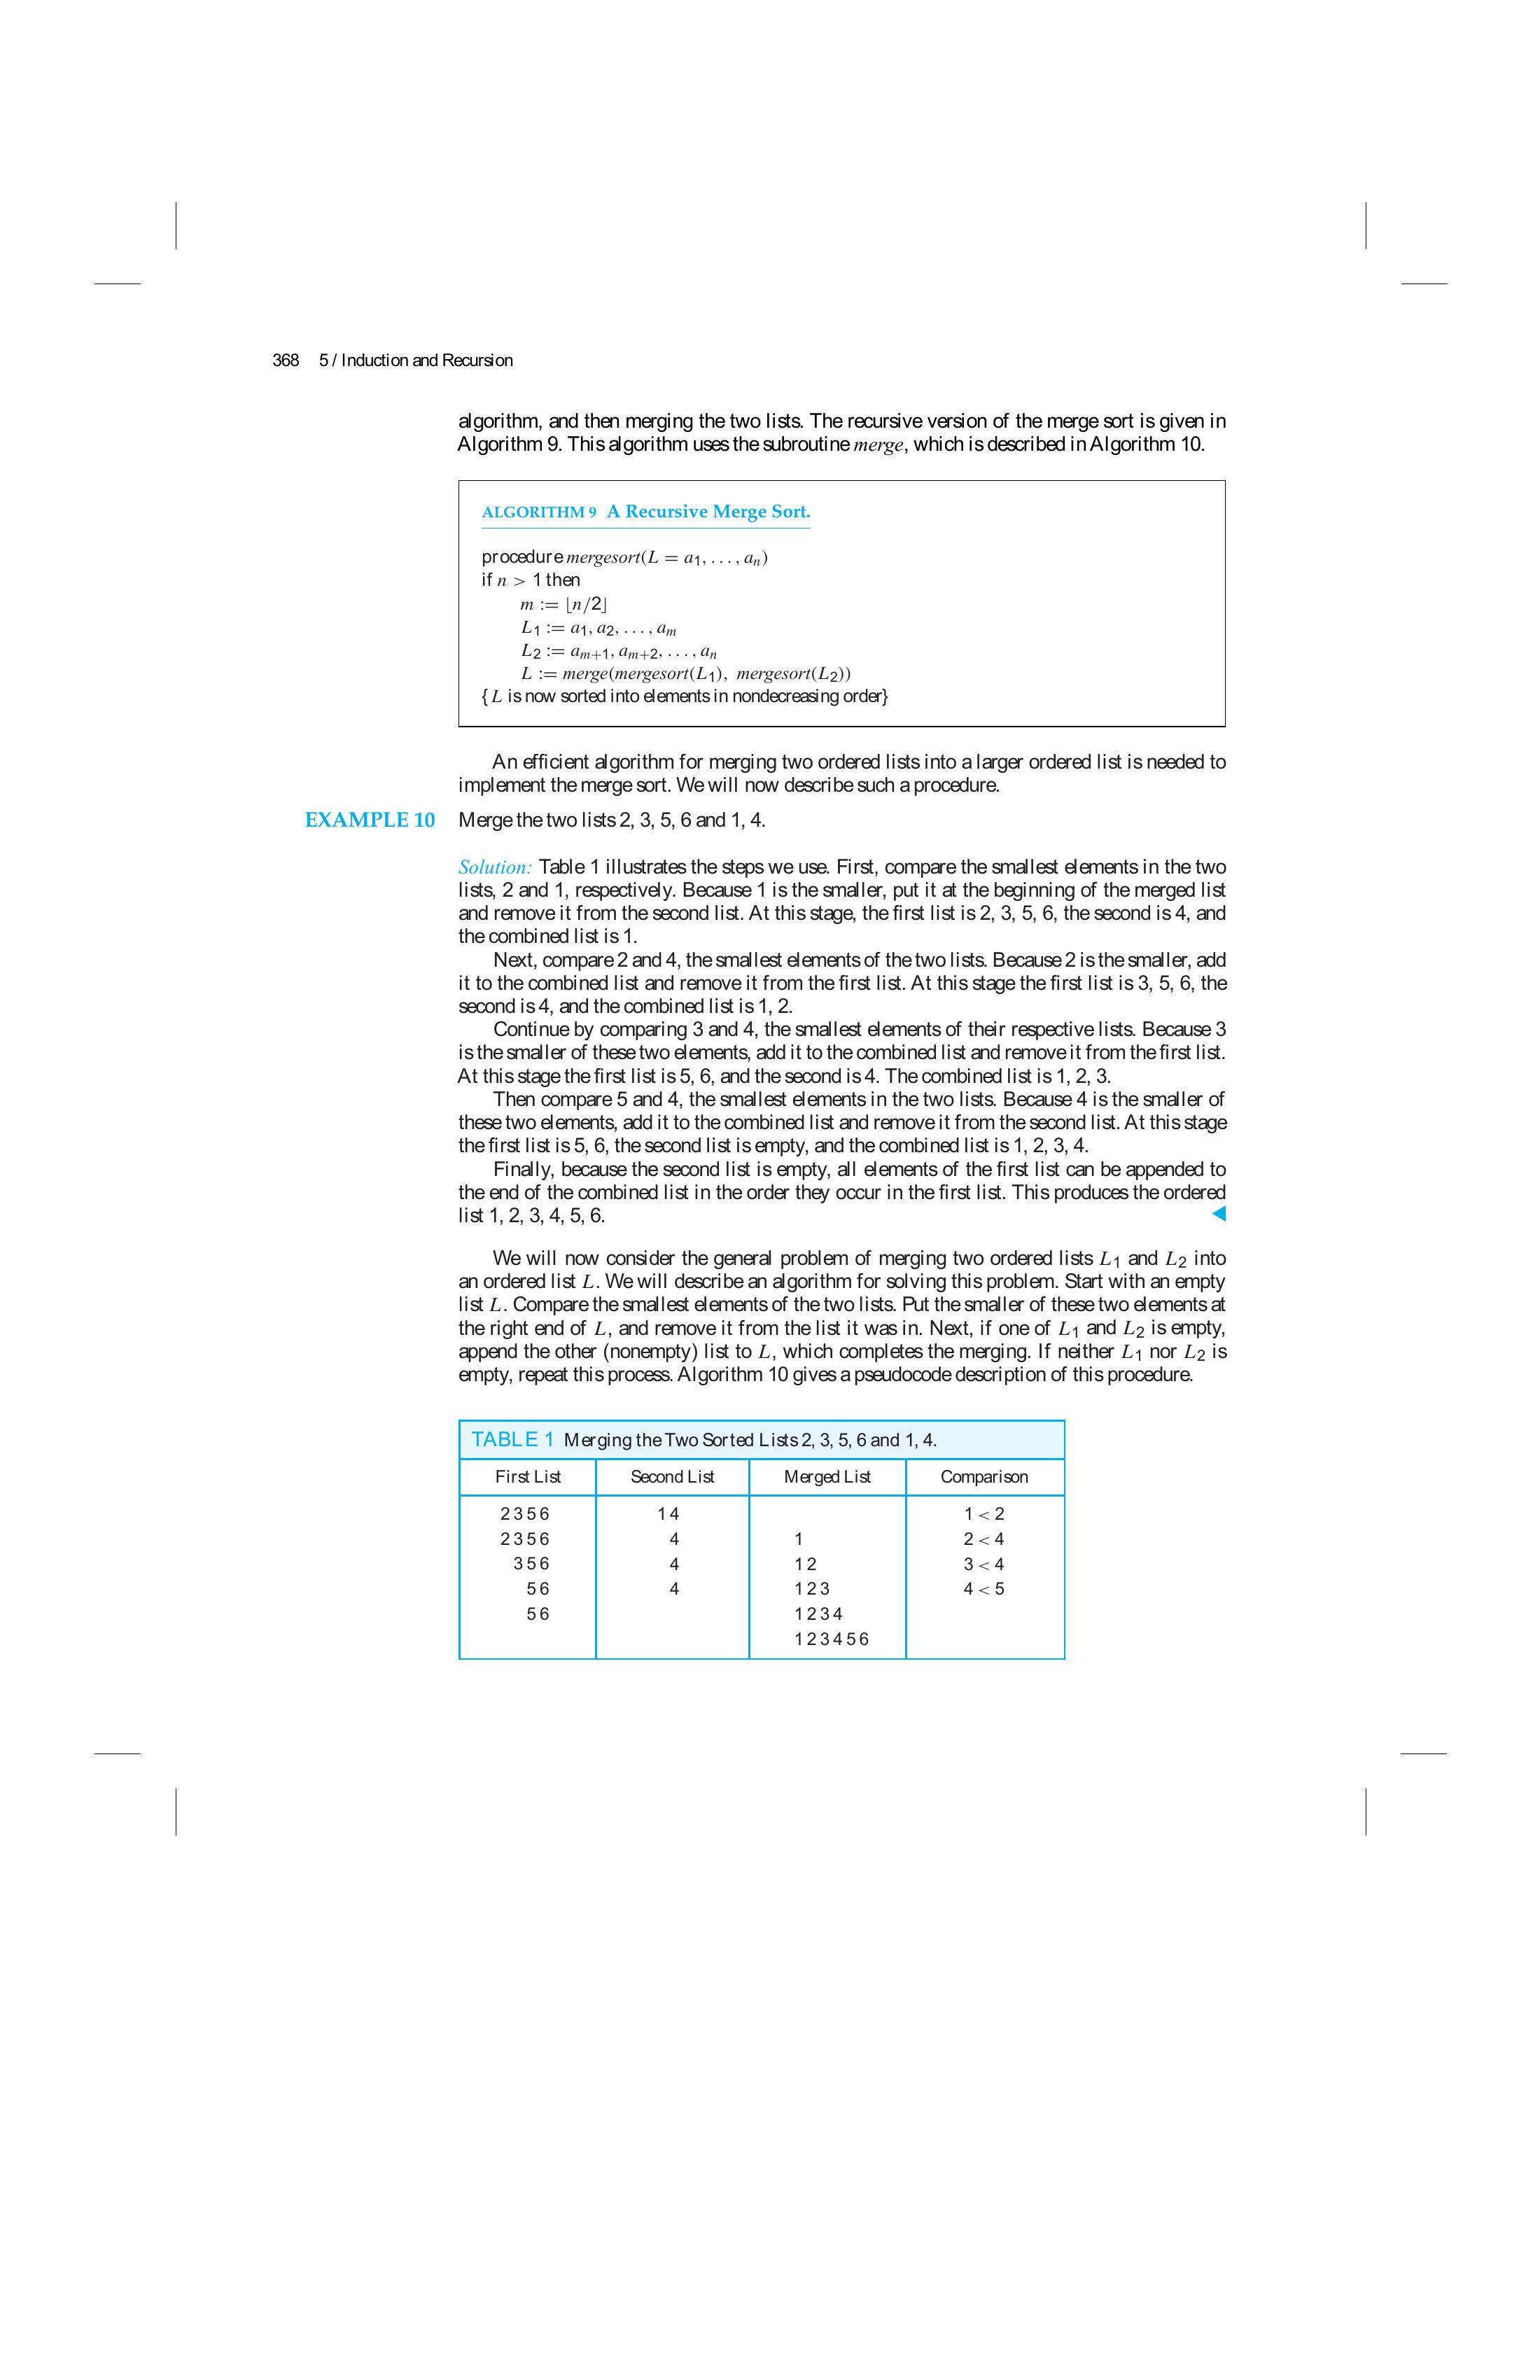 368 5 / Induction and Recursion
algorithm, and then merging the two lists. The recursive version of the merge sort is given in
Algorithm 9. This algorithm uses the subroutine merge, which is described in Algorithm 10.
ALGORITHM 9 A Recursive Merge Sort.
procedure mergesort(L = a1, . . . , an)
if n > 1 then
m := ⌊n/2⌋
L1 := a1, a2, . . . , am
L2 := am+1, am+2, . . . , an
L := merge(mergesort(L1), mergesort(L2))
{L is now sorted into elements in nondecreasing order}
An efficient algorithm for merging two ordered lists into a larger ordered list is needed to
implement the merge sort. We will now describe such a procedure.
EXAMPLE 10 Merge the two lists 2, 3, 5, 6 and 1, 4.
Solution: Table 1 illustrates the steps we use. First, compare the smallest elements in the two
lists, 2 and 1, respectively. Because 1 is the smaller, put it at the beginning of the merged list
and remove it from the second list. At this stage, the first list is 2, 3, 5, 6, the second is 4, and
the combined list is 1.
Next, compare 2 and 4, the smallest elements of the two lists. Because 2 is the smaller, add
it to the combined list and remove it from the first list. At this stage the first list is 3, 5, 6, the
second is 4, and the combined list is 1, 2.
Continue by comparing 3 and 4, the smallest elements of their respective lists. Because 3
is the smaller of these two elements, add it to the combined list and remove it from the first list.
At this stage the first list is 5, 6, and the second is 4. The combined list is 1, 2, 3.
Then compare 5 and 4, the smallest elements in the two lists. Because 4 is the smaller of
these two elements, add it to the combined list and remove it from the second list. At this stage
the first list is 5, 6, the second list is empty, and the combined list is 1, 2, 3, 4.
Finally, because the second list is empty, all elements of the first list can be appended to
the end of the combined list in the order they occur in the first list. This produces the ordered
list 1, 2, 3, 4, 5, 6.
We will now consider the general problem of merging two ordered lists L1 and L2 into
an ordered list L. We will describe an algorithm for solving this problem. Start with an empty
list L. Compare the smallest elements of the two lists. Put the smaller of these two elements at
the right end of L, and remove it from the list it was in. Next, if one of L1 and L2 is empty,
append the other (nonempty) list to L, which completes the merging. If neither L1 nor L2 is
empty, repeat this process. Algorithm 10 gives a pseudocode description of this procedure.
TABLE 1 Merging the Two Sorted Lists 2, 3, 5, 6 and 1, 4.
First List Second List Merged List Comparison
2 3 5 6 1 4 1 < 2
2 3 5 6 4 1 2 < 4
3 5 6 4 1 2 3 < 4
5 6 4 1 2 3 4 < 5
5 6 1 2 3 4
1 2 3 4 5 6